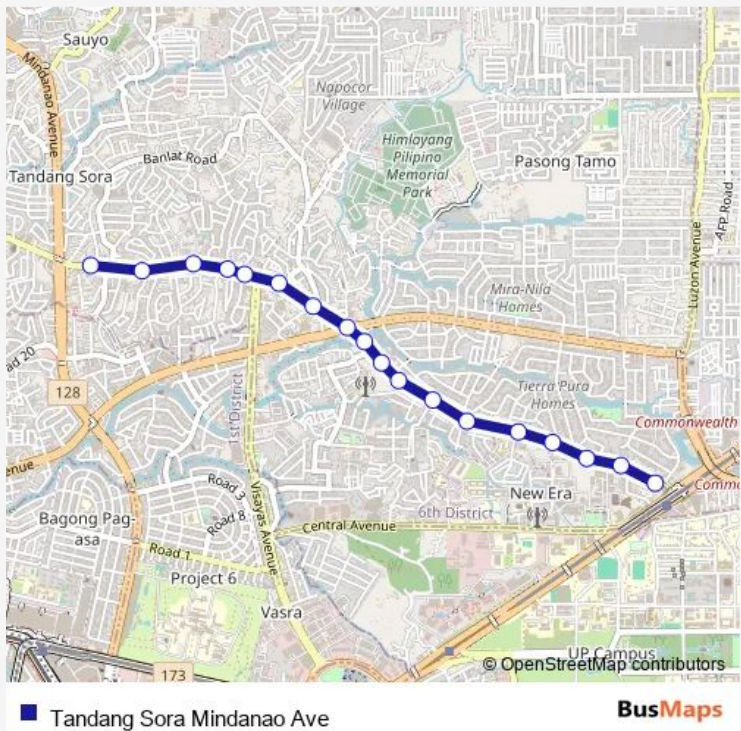 Sauyo
Mindanao Avenue
Napocor
Village
Himlayang
Pilipino
Memorial
Park
Banlat Road
Pasong Tamo
Tandang Sora
AFP Road
Luzon Avenue
Mira-Nila
Homes
ad 20
128
1st District
Tierra Pura
Homes
Commonwealth
enue
Road 3
New Era
Commo
Visayas Avenue
Road 8
6th District
Bagong Pag-
asa
Central Avenue
Road 1
Project 6
Vasra
UP Campus
173
© OpenStreetMap contributors
Tandang Sora Mindanao Ave
BusMaps